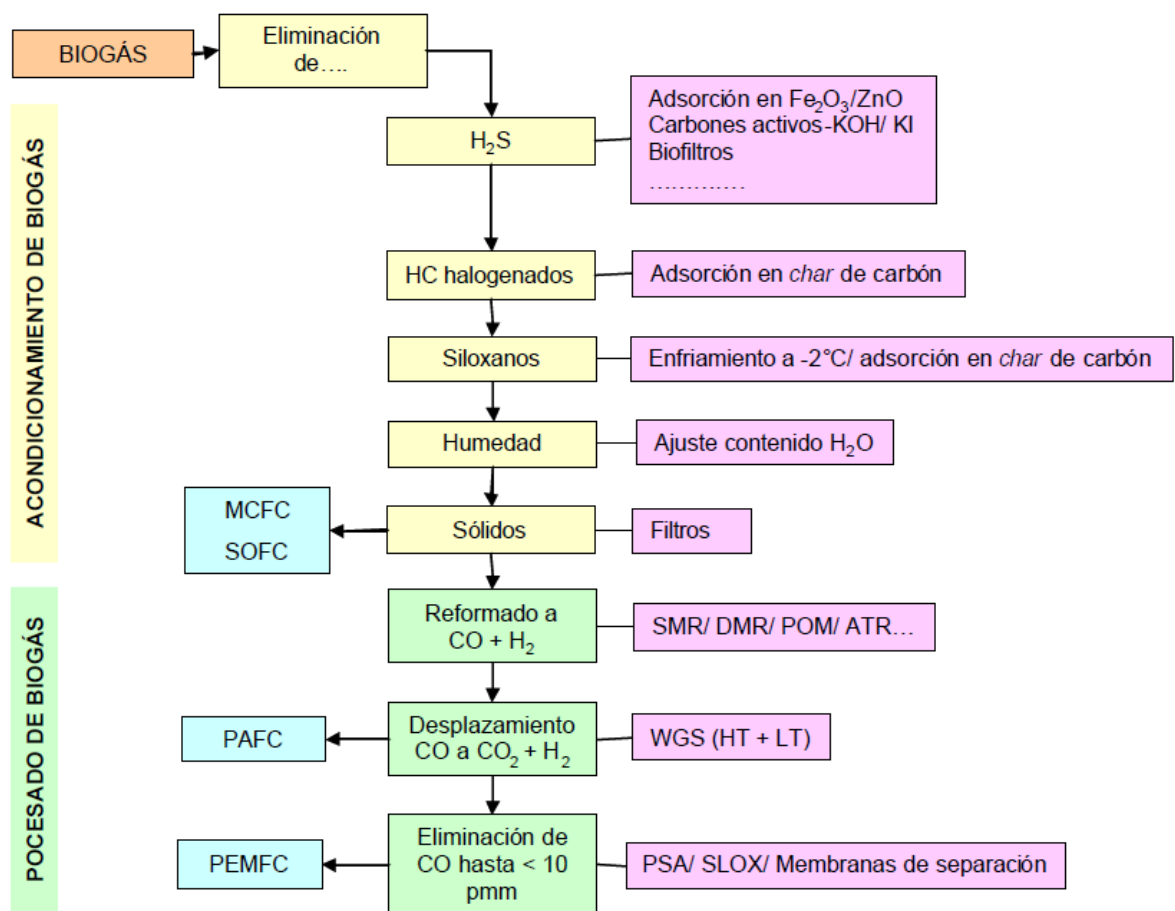 BIOGÁS
Eliminación
de....
ACONDICIONAMIENTO DE BIOGÁS
H₂S
Adsorción en Fe₂O₃/ZnO
Carbones activos-KOH/ KI
Biofiltros
.............
HC halogenados
Adsorción en char de carbón
Siloxanos
Enfriamiento a -2°C/ adsorción en char de carbón
Humedad
Ajuste contenido H₂O
MCFC
SOFC
Sólidos
Filtros
POCESADO DE BIOGÁS
Reformado a
CO + H₂
SMR/ DMR/ POM/ ATR...
PAFC
Desplazamiento
CO a CO₂ + H₂
WGS (HT + LT)
PEMFC
Eliminación de
CO hasta < 10
pmm
PSA/ SLOX/ Membranas de separación